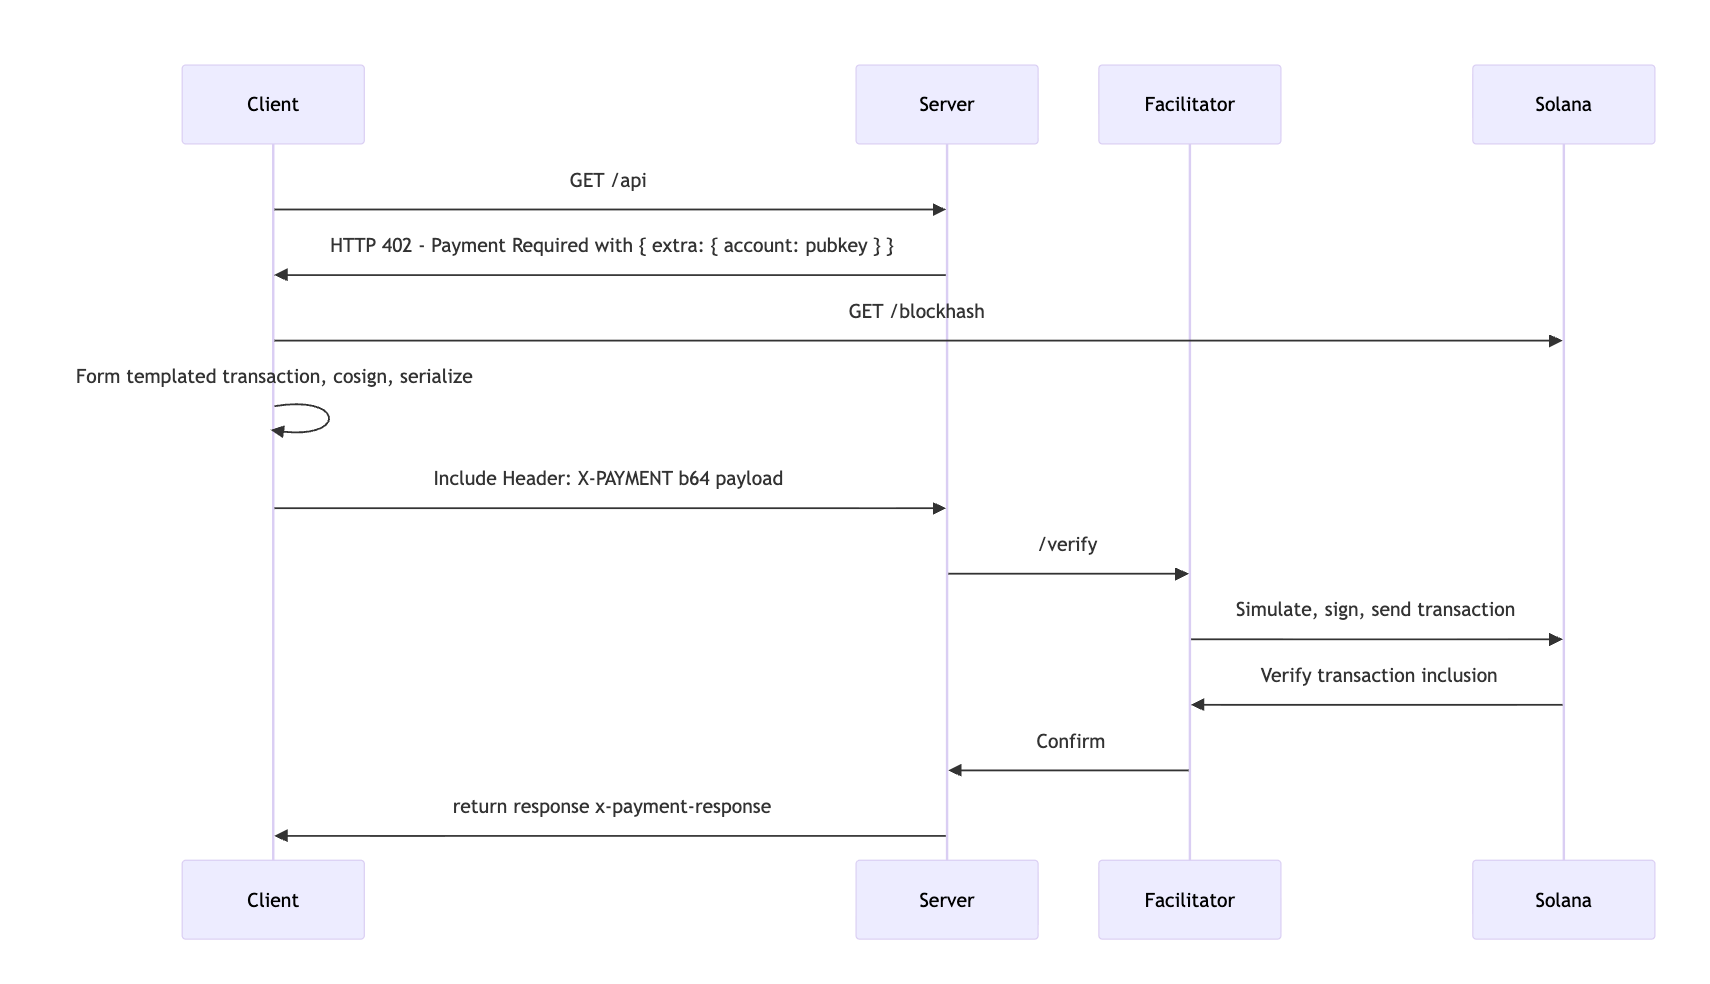 Client
Server
Facilitator
Solana
GET /api
HTTP 402 - Payment Required with { extra: { account: pubkey } }
GET /blockhash
Form templated transaction, cosign, serialize
Include Header: X-PAYMENT b64 payload
/verify
Simulate, sign, send transaction
Verify transaction inclusion
Confirm
return response x-payment-response
Client
Server
Facilitator
Solana